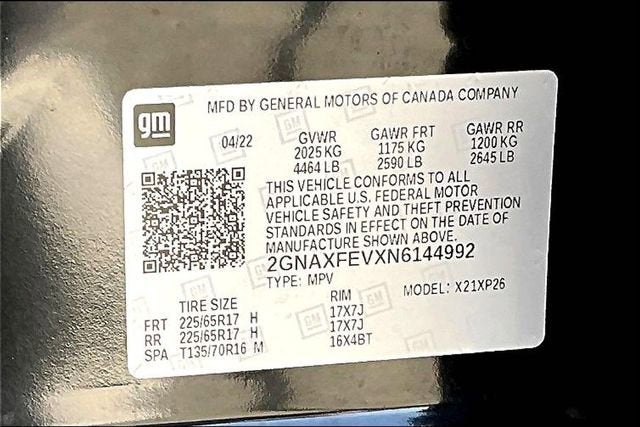 gm
MFD BY GENERAL MOTORS OF CANADA COMPANY
04/22 GVWR GAWR FRT GAWR RR
2025 KG 1175 KG 1200 KG
4464 LB 2590 LB 2645 LB
THIS VEHICLE CONFORMS TO ALL
APPLICABLE U.S. FEDERAL MOTOR
VEHICLE SAFETY AND THEFT PREVENTION
STANDARDS IN EFFECT ON THE DATE OF
MANUFACTURE SHOWN ABOVE.
2GNAXFEVXN6144992
TYPE: MPV MODEL: X21XP26
TIRE SIZE RIM
FRT 225/65R17 H 17X7J
RR 225/65R17 H 17X7J
SPA T135/70R16 M 16X4BT